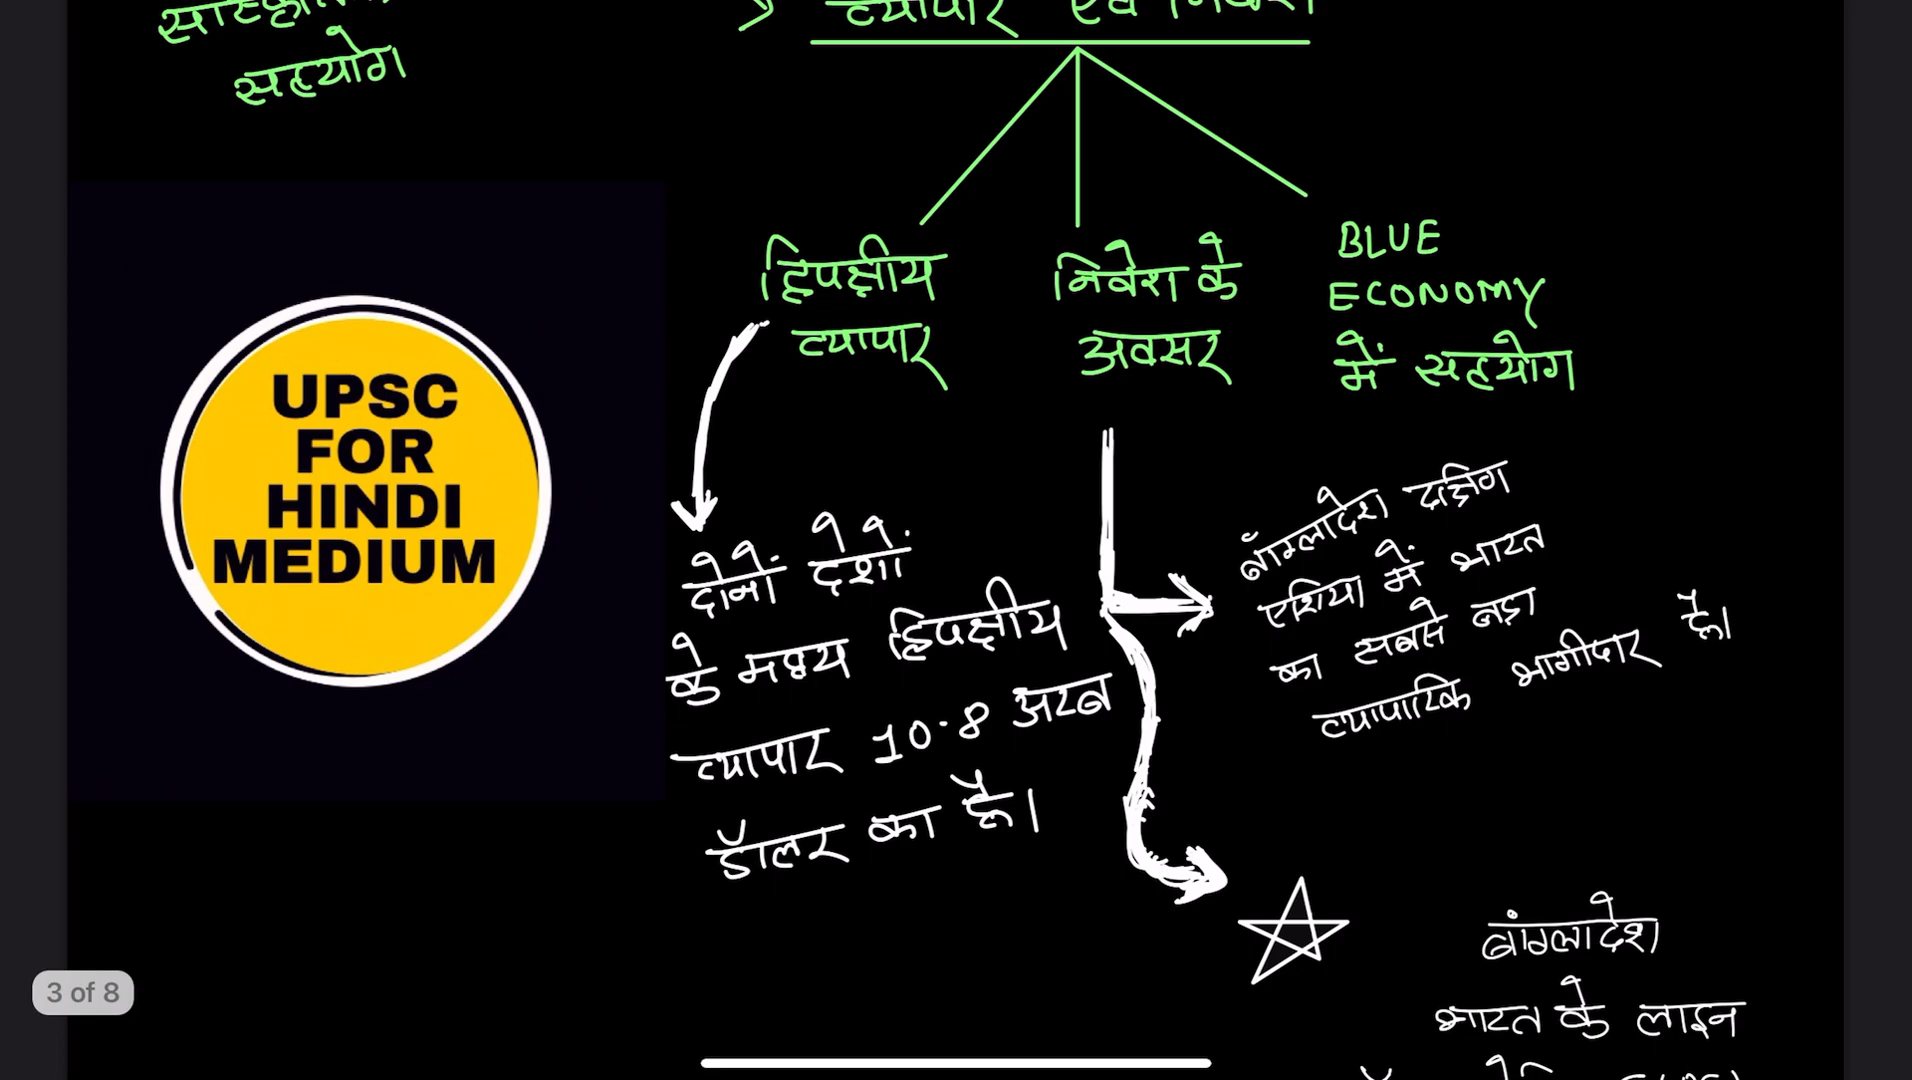 सहयोग
व्यापार एवं निवेश
द्विपक्षीय
व्यापार
निवेश के
अवसर
BLUE
ECONOMY
में सहयोग
UPSC
FOR
HINDI
MEDIUM
दोनों देशों
के मध्य द्विपक्षीय
व्यापार 10.8 अरब
डॉलर का है।
बाँग्लादेश दक्षिण
एशिया में भारत
का सबसे बड़ा
व्यापारिक भागीदार है।
बांग्लादेश
भारत के लाइन
3 of 8